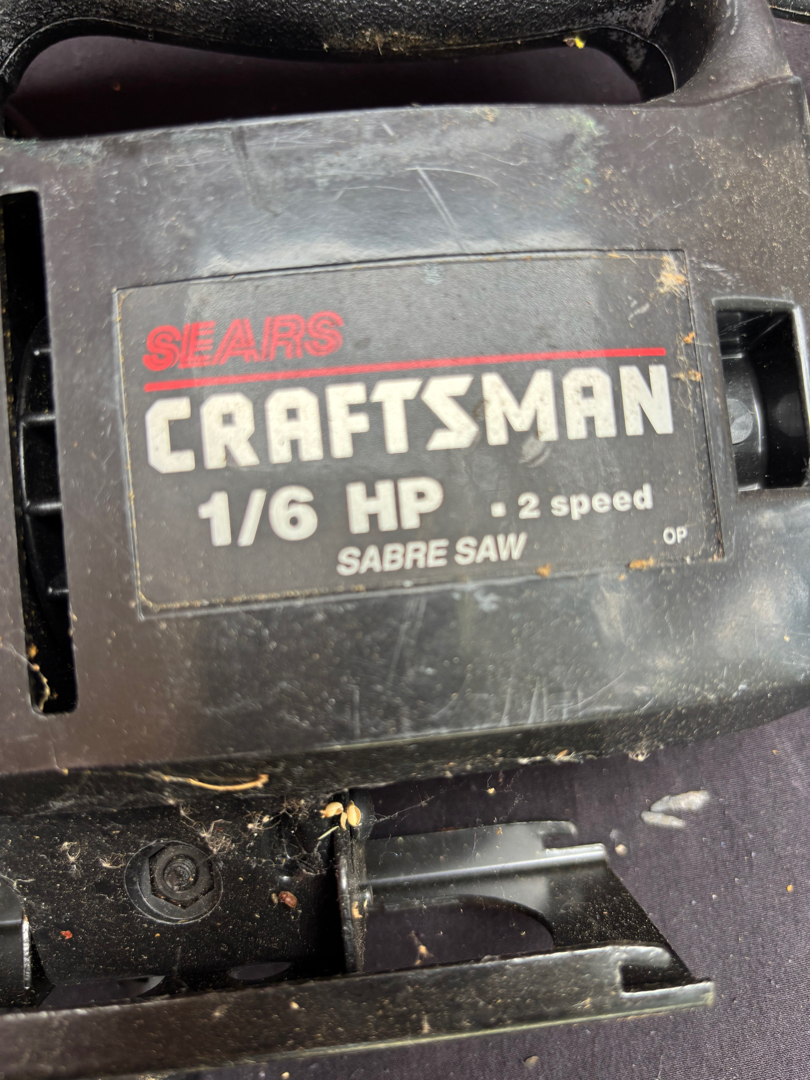 SEARS
CRAFTSMAN
1/6 HP ▪ 2 speed
SABRE SAW
OP